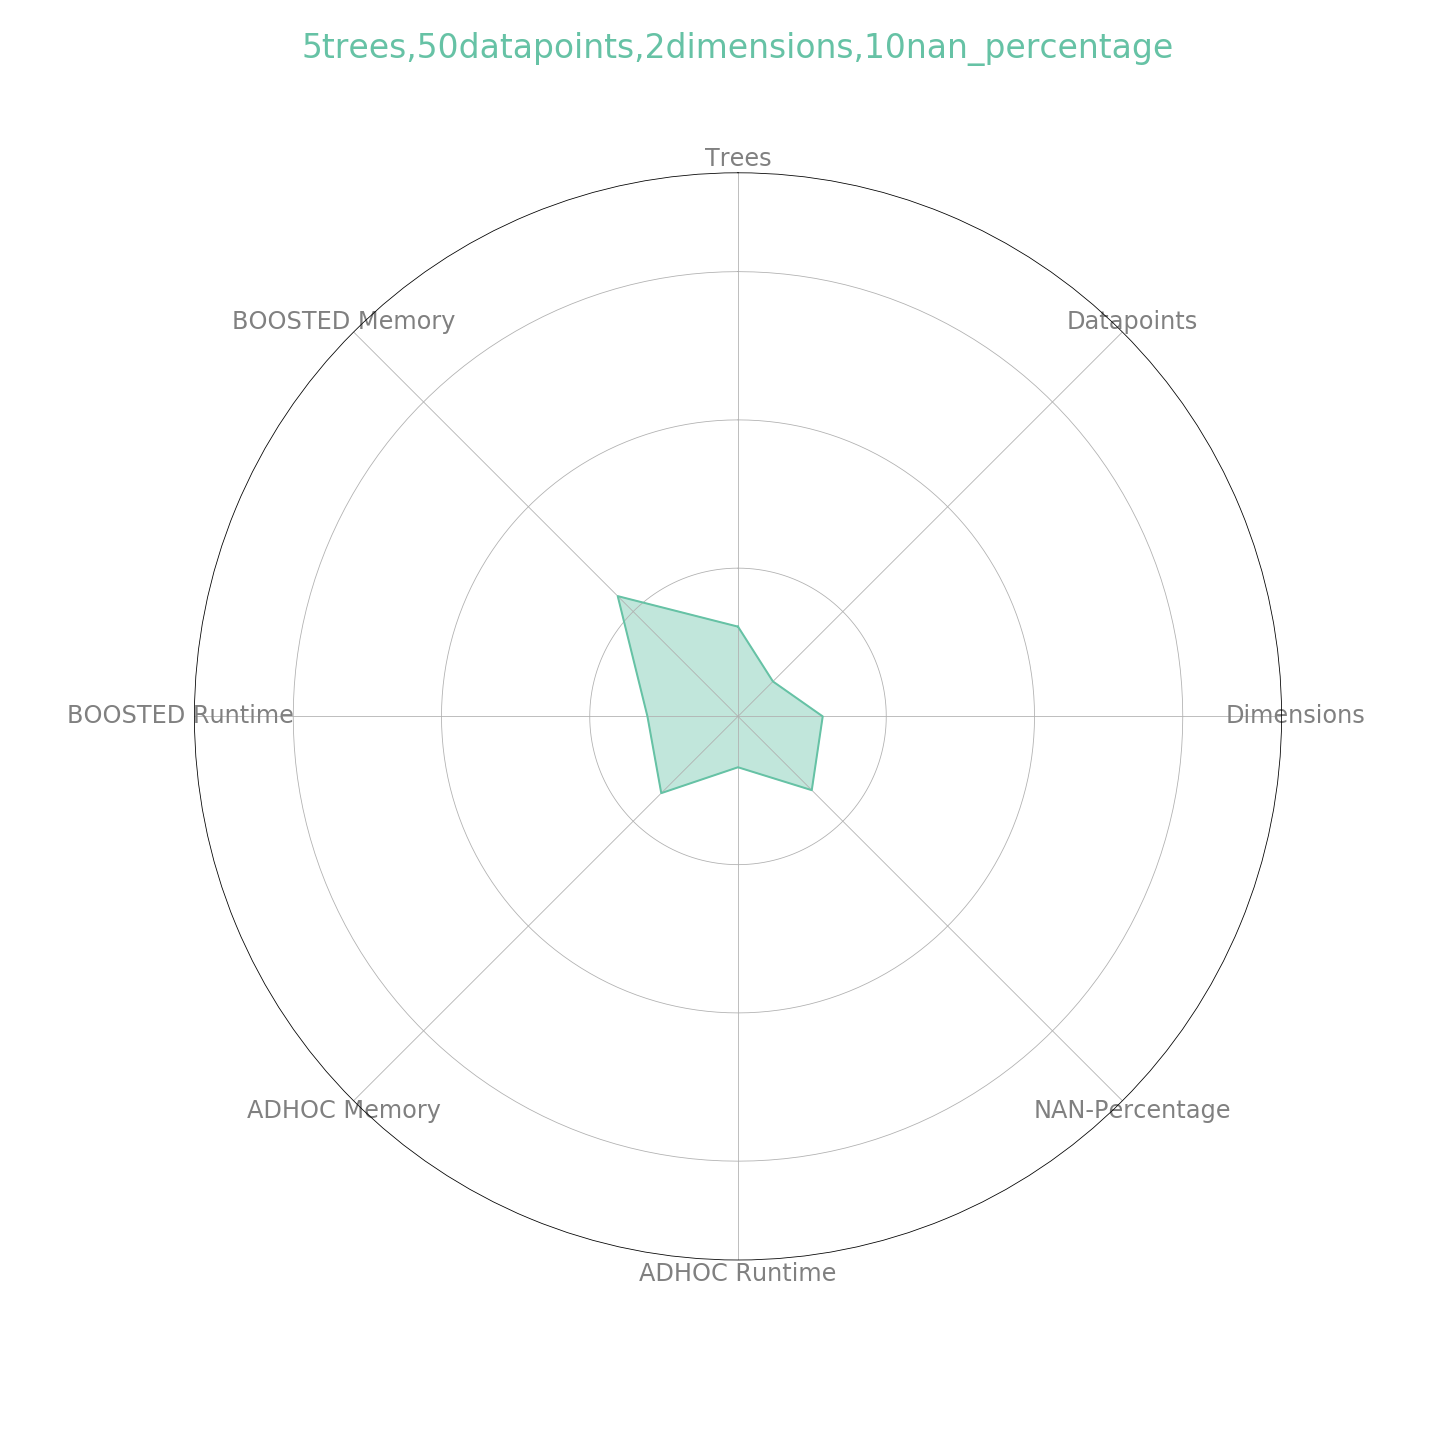 5trees,50datapoints,2dimensions,10nan_percentage
Trees
BOOSTED Memory
Datapoints
BOOSTED Runtime
Dimensions
ADHOC Memory
NAN-Percentage
ADHOC Runtime